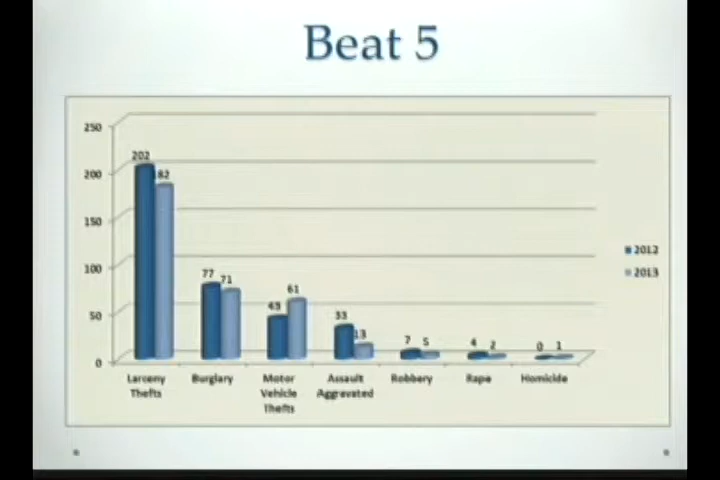 Beat 5
250
200
150
100
50
0
202
82
77
71
43
61
33
13
7
5
4
2
0
1
2012
2013
Larceny
Thefts
Burglary
Motor
Vehicle
Thefts
Assault
Aggravated
Robbery
Rape
Homicide